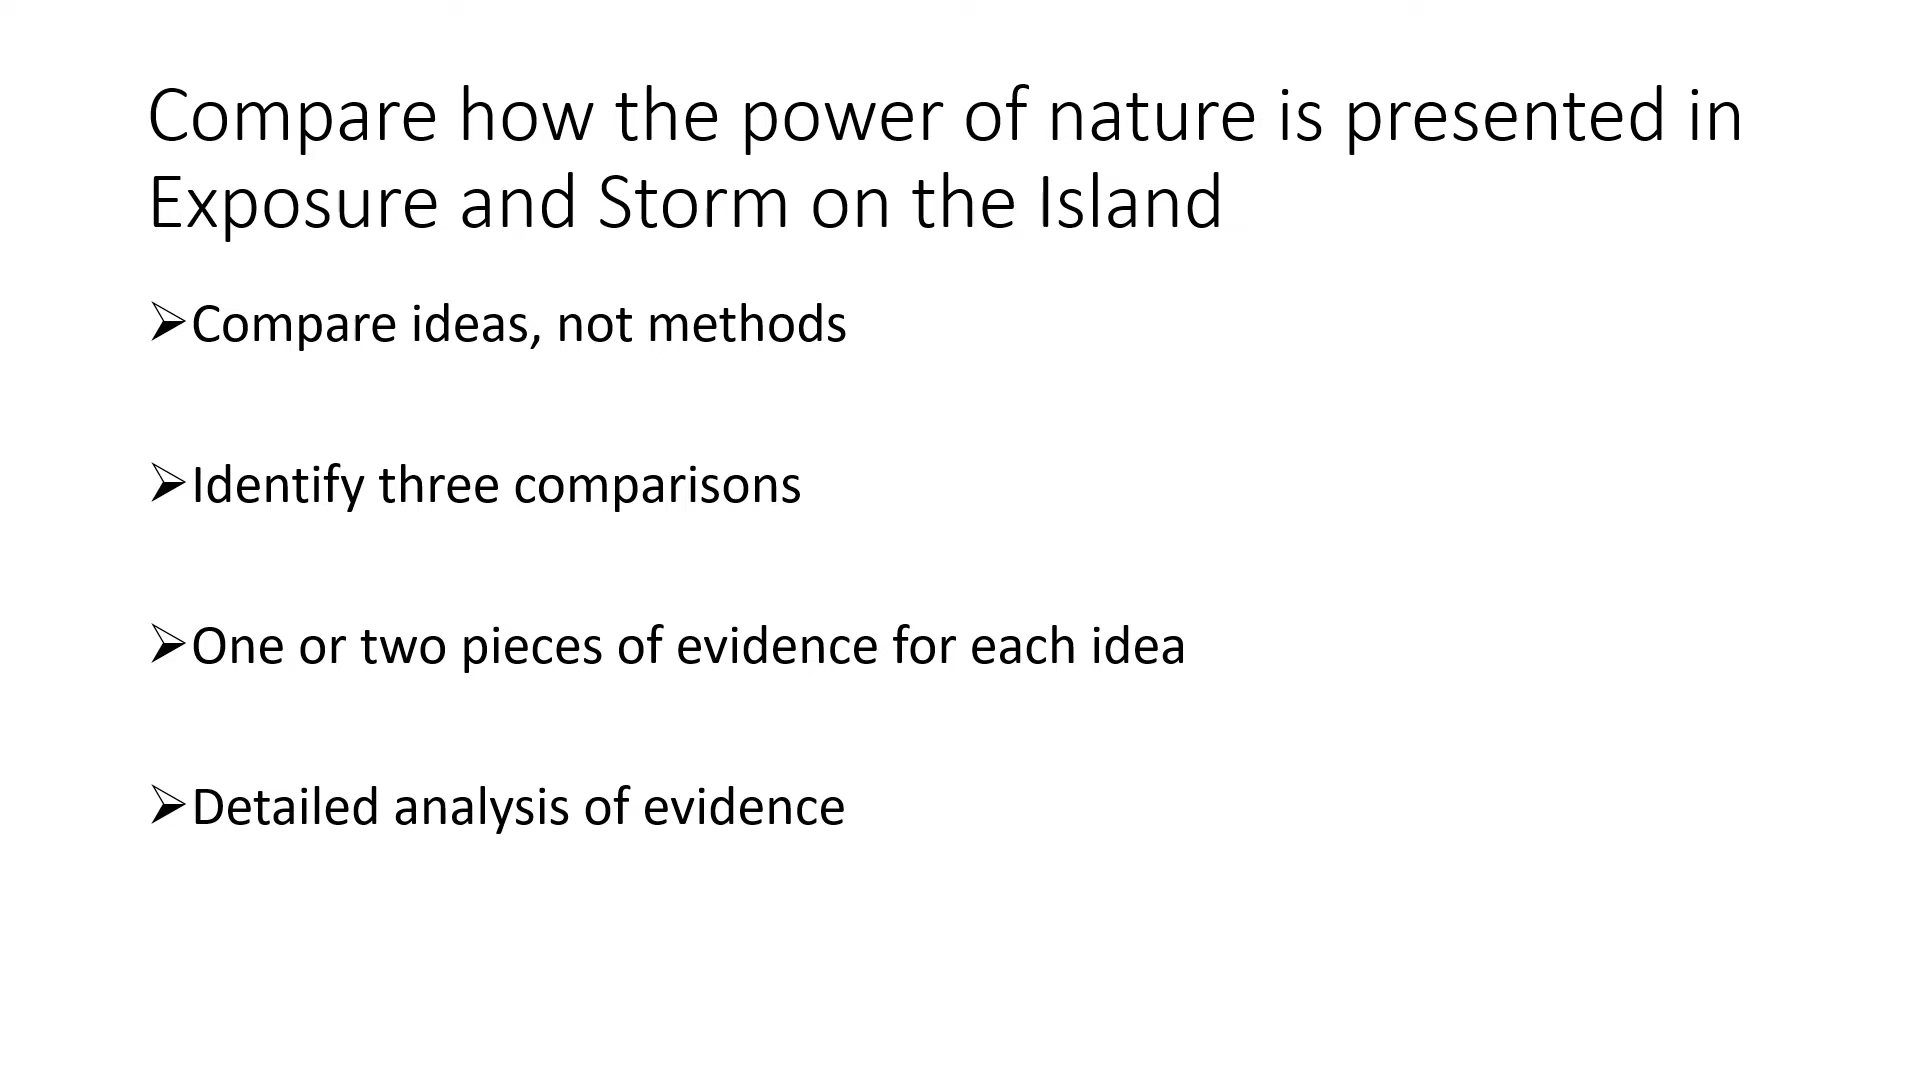 Compare how the power of nature is presented in
Exposure and Storm on the Island
➢Compare ideas, not methods
➢Identify three comparisons
➢One or two pieces of evidence for each idea
➢Detailed analysis of evidence